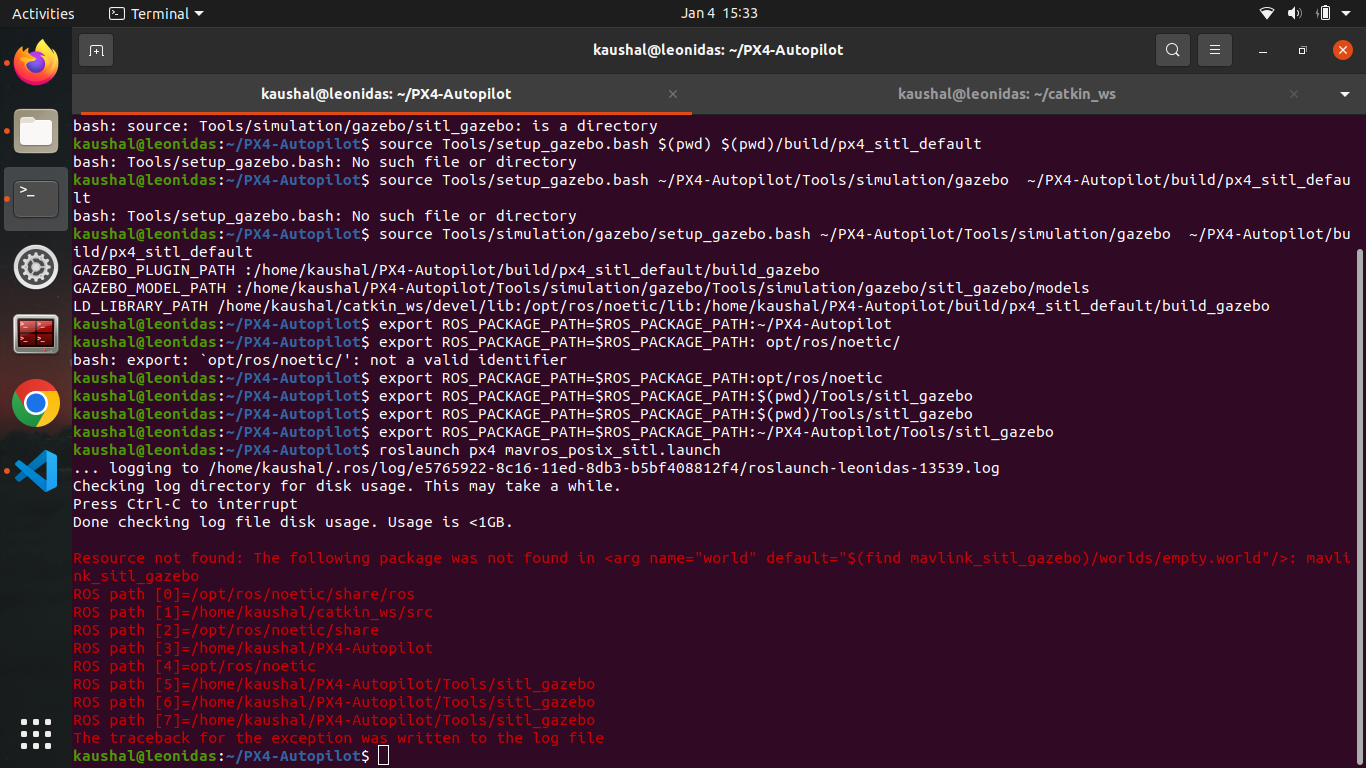 Activities
Terminal
Jan 4 15:33
kaushal@leonidas: ~/PX4-Autopilot
kaushal@leonidas: ~/PX4-Autopilot
kaushal@leonidas: ~/catkin_ws
bash: source: Tools/simulation/gazebo/sitl_gazebo: is a directory
kaushal@leonidas:~/PX4-Autopilot$ source Tools/setup_gazebo.bash $(pwd) $(pwd)/build/px4_sitl_default
bash: Tools/setup_gazebo.bash: No such file or directory
kaushal@leonidas:~/PX4-Autopilot$ source Tools/setup_gazebo.bash ~/PX4-Autopilot/Tools/simulation/gazebo  ~/PX4-Autopilot/build/px4_sitl_defau
lt
bash: Tools/setup_gazebo.bash: No such file or directory
kaushal@leonidas:~/PX4-Autopilot$ source Tools/simulation/gazebo/setup_gazebo.bash ~/PX4-Autopilot/Tools/simulation/gazebo  ~/PX4-Autopilot/bu
ild/px4_sitl_default
GAZEBO_PLUGIN_PATH :/home/kaushal/PX4-Autopilot/build/px4_sitl_default/build_gazebo
GAZEBO_MODEL_PATH :/home/kaushal/PX4-Autopilot/Tools/simulation/gazebo/Tools/simulation/gazebo/sitl_gazebo/models
LD_LIBRARY_PATH /home/kaushal/catkin_ws/devel/lib:/opt/ros/noetic/lib:/home/kaushal/PX4-Autopilot/build/px4_sitl_default/build_gazebo
kaushal@leonidas:~/PX4-Autopilot$ export ROS_PACKAGE_PATH=$ROS_PACKAGE_PATH:~/PX4-Autopilot
kaushal@leonidas:~/PX4-Autopilot$ export ROS_PACKAGE_PATH=$ROS_PACKAGE_PATH: opt/ros/noetic/
bash: export: `opt/ros/noetic/': not a valid identifier
kaushal@leonidas:~/PX4-Autopilot$ export ROS_PACKAGE_PATH=$ROS_PACKAGE_PATH:opt/ros/noetic
kaushal@leonidas:~/PX4-Autopilot$ export ROS_PACKAGE_PATH=$ROS_PACKAGE_PATH:$(pwd)/Tools/sitl_gazebo
kaushal@leonidas:~/PX4-Autopilot$ export ROS_PACKAGE_PATH=$ROS_PACKAGE_PATH:$(pwd)/Tools/sitl_gazebo
kaushal@leonidas:~/PX4-Autopilot$ export ROS_PACKAGE_PATH=$ROS_PACKAGE_PATH:~/PX4-Autopilot/Tools/sitl_gazebo
kaushal@leonidas:~/PX4-Autopilot$ roslaunch px4 mavros_posix_sitl.launch
... logging to /home/kaushal/.ros/log/e5765922-8c16-11ed-8db3-b5bf408812f4/roslaunch-leonidas-13539.log
Checking log directory for disk usage. This may take a while.
Press Ctrl-C to interrupt
Done checking log file disk usage. Usage is <1GB.
Resource not found: The following package was not found in <arg name="world" default="$(find mavlink_sitl_gazebo)/worlds/empty.world"/>: mavli
nk_sitl_gazebo
ROS path [0]=/opt/ros/noetic/share/ros
ROS path [1]=/home/kaushal/catkin_ws/src
ROS path [2]=/opt/ros/noetic/share
ROS path [3]=/home/kaushal/PX4-Autopilot
ROS path [4]=opt/ros/noetic
ROS path [5]=/home/kaushal/PX4-Autopilot/Tools/sitl_gazebo
ROS path [6]=/home/kaushal/PX4-Autopilot/Tools/sitl_gazebo
ROS path [7]=/home/kaushal/PX4-Autopilot/Tools/sitl_gazebo
The traceback for the exception was written to the log file
kaushal@leonidas:~/PX4-Autopilot$